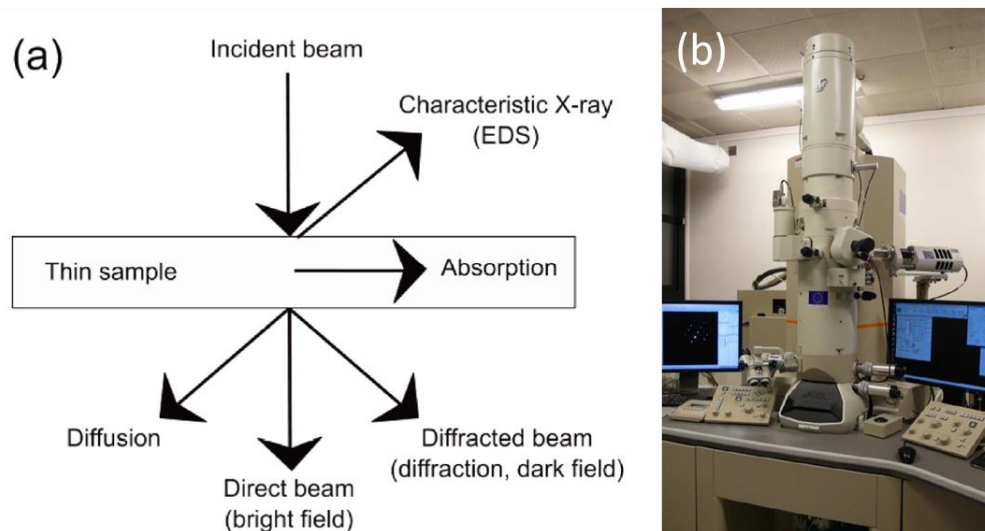 (a)
Incident beam
Characteristic X-ray
(EDS)
Thin sample
Absorption
Diffusion
Direct beam
(bright field)
Diffracted beam
(diffraction, dark field)
(b)